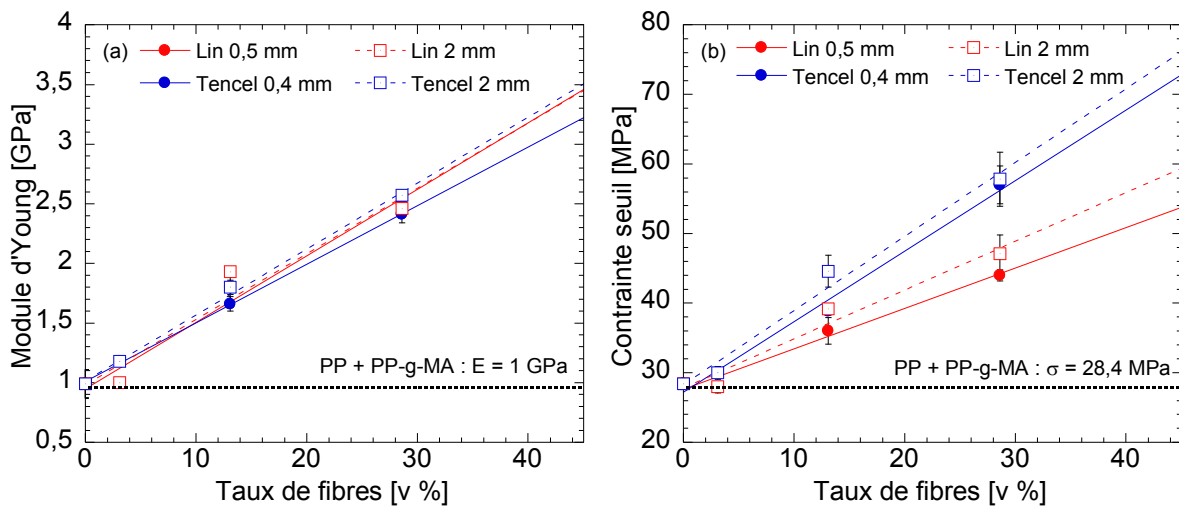 (a)
Lin 0,5 mm
Lin 2 mm
Tencel 0,4 mm
Tencel 2 mm
Module d'Young [GPa]
4
3,5
3
2,5
2
1,5
1
0,5
PP + PP-g-MA : E = 1 GPa
0
10
20
30
40
Taux de fibres [v %]
(b)
Lin 0,5 mm
Lin 2 mm
Tencel 0,4 mm
Tencel 2 mm
Contrainte seuil [MPa]
80
70
60
50
40
30
20
PP + PP-g-MA : σ = 28,4 MPa
0
10
20
30
40
Taux de fibres [v %]